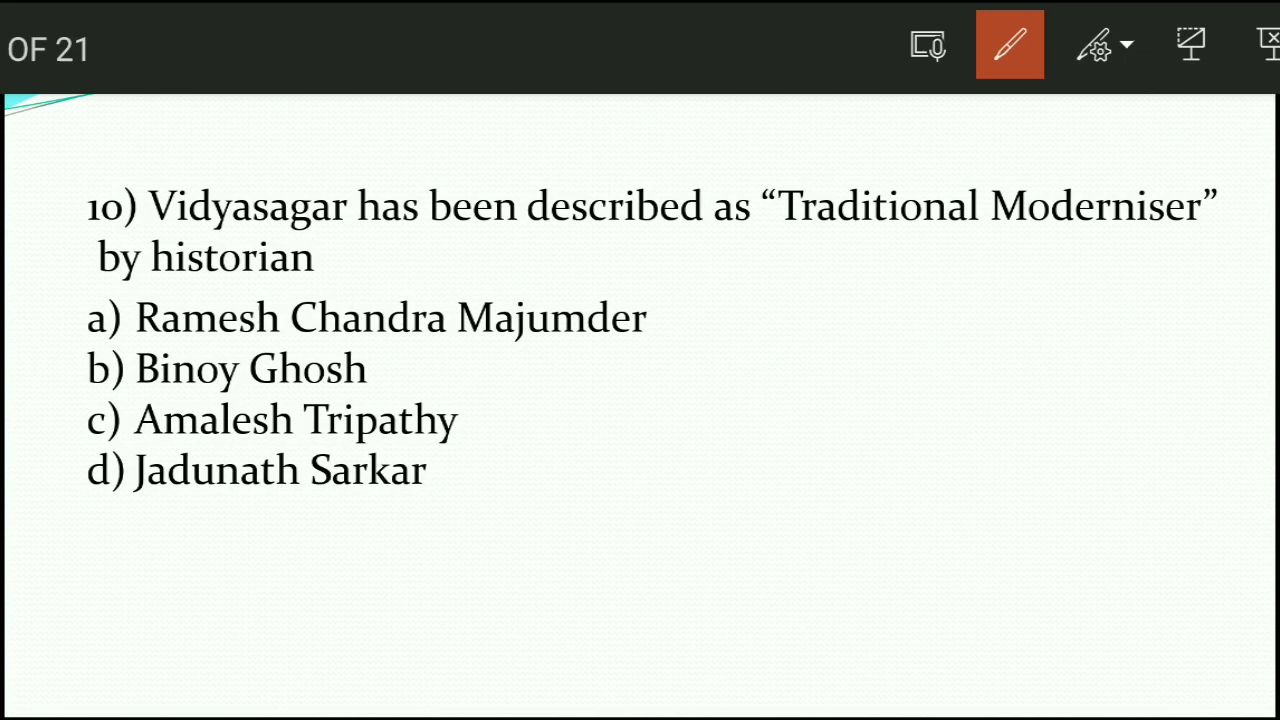 OF 21
10) Vidyasagar has been described as “Traditional Moderniser”
by historian
a) Ramesh Chandra Majumder
b) Binoy Ghosh
c) Amalesh Tripathy
d) Jadunath Sarkar